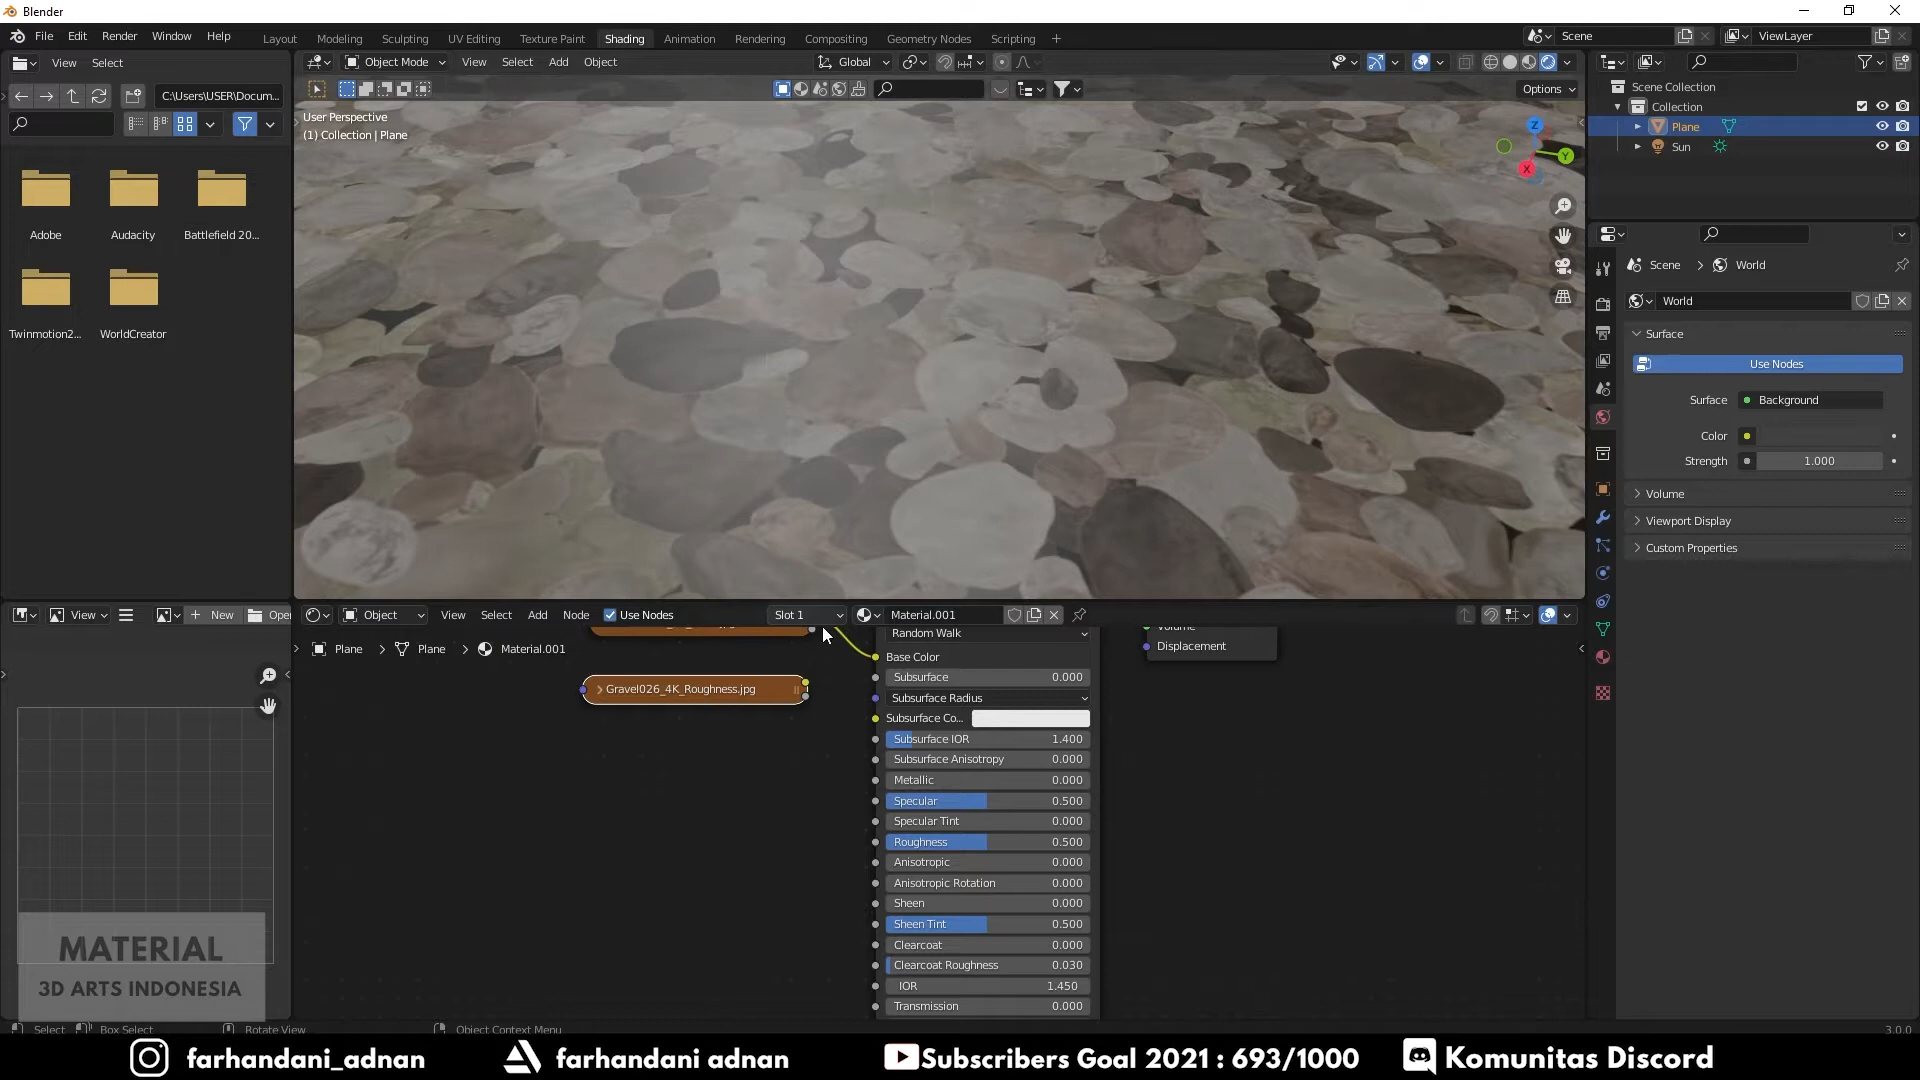 Blender
File Edit Render Window Help
Layout Modeling Sculpting UV Editing Texture Paint Shading Animation Rendering Compositing Geometry Nodes Scripting
Scene
ViewLayer
View Select
Object Mode View Select Add Object
Global
C:\Users\USER\Docum...
Options
User Perspective
(1) Collection | Plane
Z
Y
X
Adobe
Audacity
Battlefield 20...
Twinmotion2...
WorldCreator
Scene Collection
Collection
Plane
Sun
Scene > World
World
Surface
Use Nodes
Surface Background
Color
Strength 1.000
Volume
Viewport Display
Custom Properties
View New Ope
Object View Select Add Node Use Nodes Slot 1 Material.001
Plane > Plane > Material.001
Gravel026_4K_Roughness.jpg
Random Walk
Base Color
Subsurface 0.000
Subsurface Radius
Subsurface Co...
Subsurface IOR 1.400
Subsurface Anisotropy 0.000
Metallic 0.000
Specular 0.500
Specular Tint 0.000
Roughness 0.500
Anisotropic 0.000
Anisotropic Rotation 0.000
Sheen 0.000
Sheen Tint 0.500
Clearcoat 0.000
Clearcoat Roughness 0.030
IOR 1.450
Transmission 0.000
Volume
Displacement
MATERIAL
3D ARTS INDONESIA
Select Box Select Rotate View Object Context Menu 3.0.0
farhandani_adnan farhandani adnan Subscribers Goal 2021 : 693/1000 Komunitas Discord